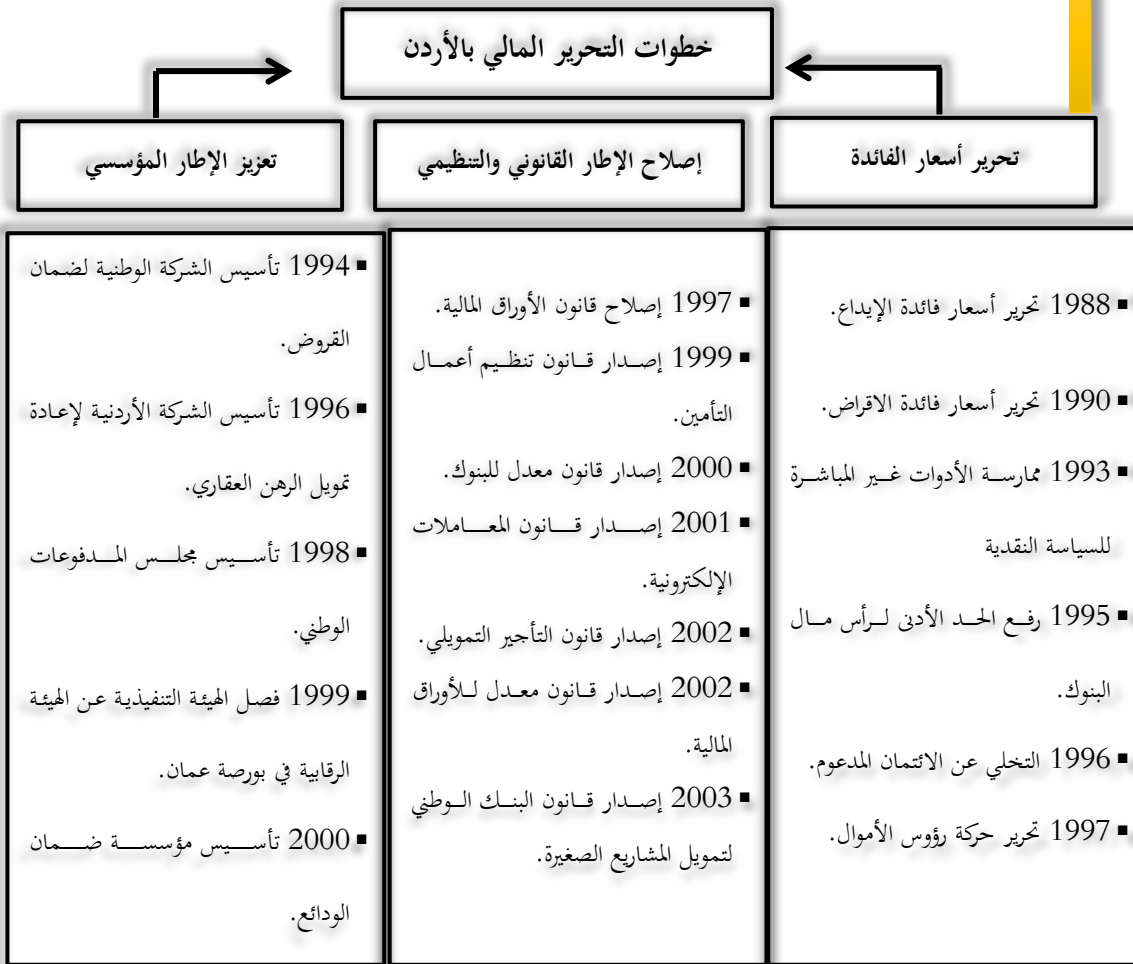 خطوات التحرير المالي بالأردن
تحرير أسعار الفائدة
إصلاح الإطار القانوني والتنظيمي
تعزيز الإطار المؤسسي
▪ 1988 تحرير أسعار فائدة الإيداع.
▪ 1990 تحرير أسعار فائدة الاقراض.
▪ 1993 ممارسة الأدوات غير المباشرة
للسياسة النقدية
▪ 1995 رفع الحد الأدنى لرأس مال
البنوك.
▪ 1996 التخلي عن الائتمان المدعوم.
▪ 1997 تحرير حركة رؤوس الأموال.
▪ 1997 إصلاح قانون الأوراق المالية.
▪ 1999 إصدار قانون تنظيم أعمال
التأمين.
▪ 2000 إصدار قانون معدل للبنوك.
▪ 2001 إصدار قانون المعاملات
الإلكترونية.
▪ 2002 إصدار قانون التأجير التمويلي.
▪ 2002 إصدار قانون معدل للأوراق
المالية.
▪ 2003 إصدار قانون البنك الوطني
لتمويل المشاريع الصغيرة.
▪ 1994 تأسيس الشركة الوطنية لضمان
القروض.
▪ 1996 تأسيس الشركة الأردنية لإعادة
تمويل الرهن العقاري.
▪ 1998 تأسيس مجلس المدفوعات
الوطني.
▪ 1999 فصل الهيئة التنفيذية عن الهيئة
الرقابية في بورصة عمان.
▪ 2000 تأسيس مؤسسة ضمان
الودائع.